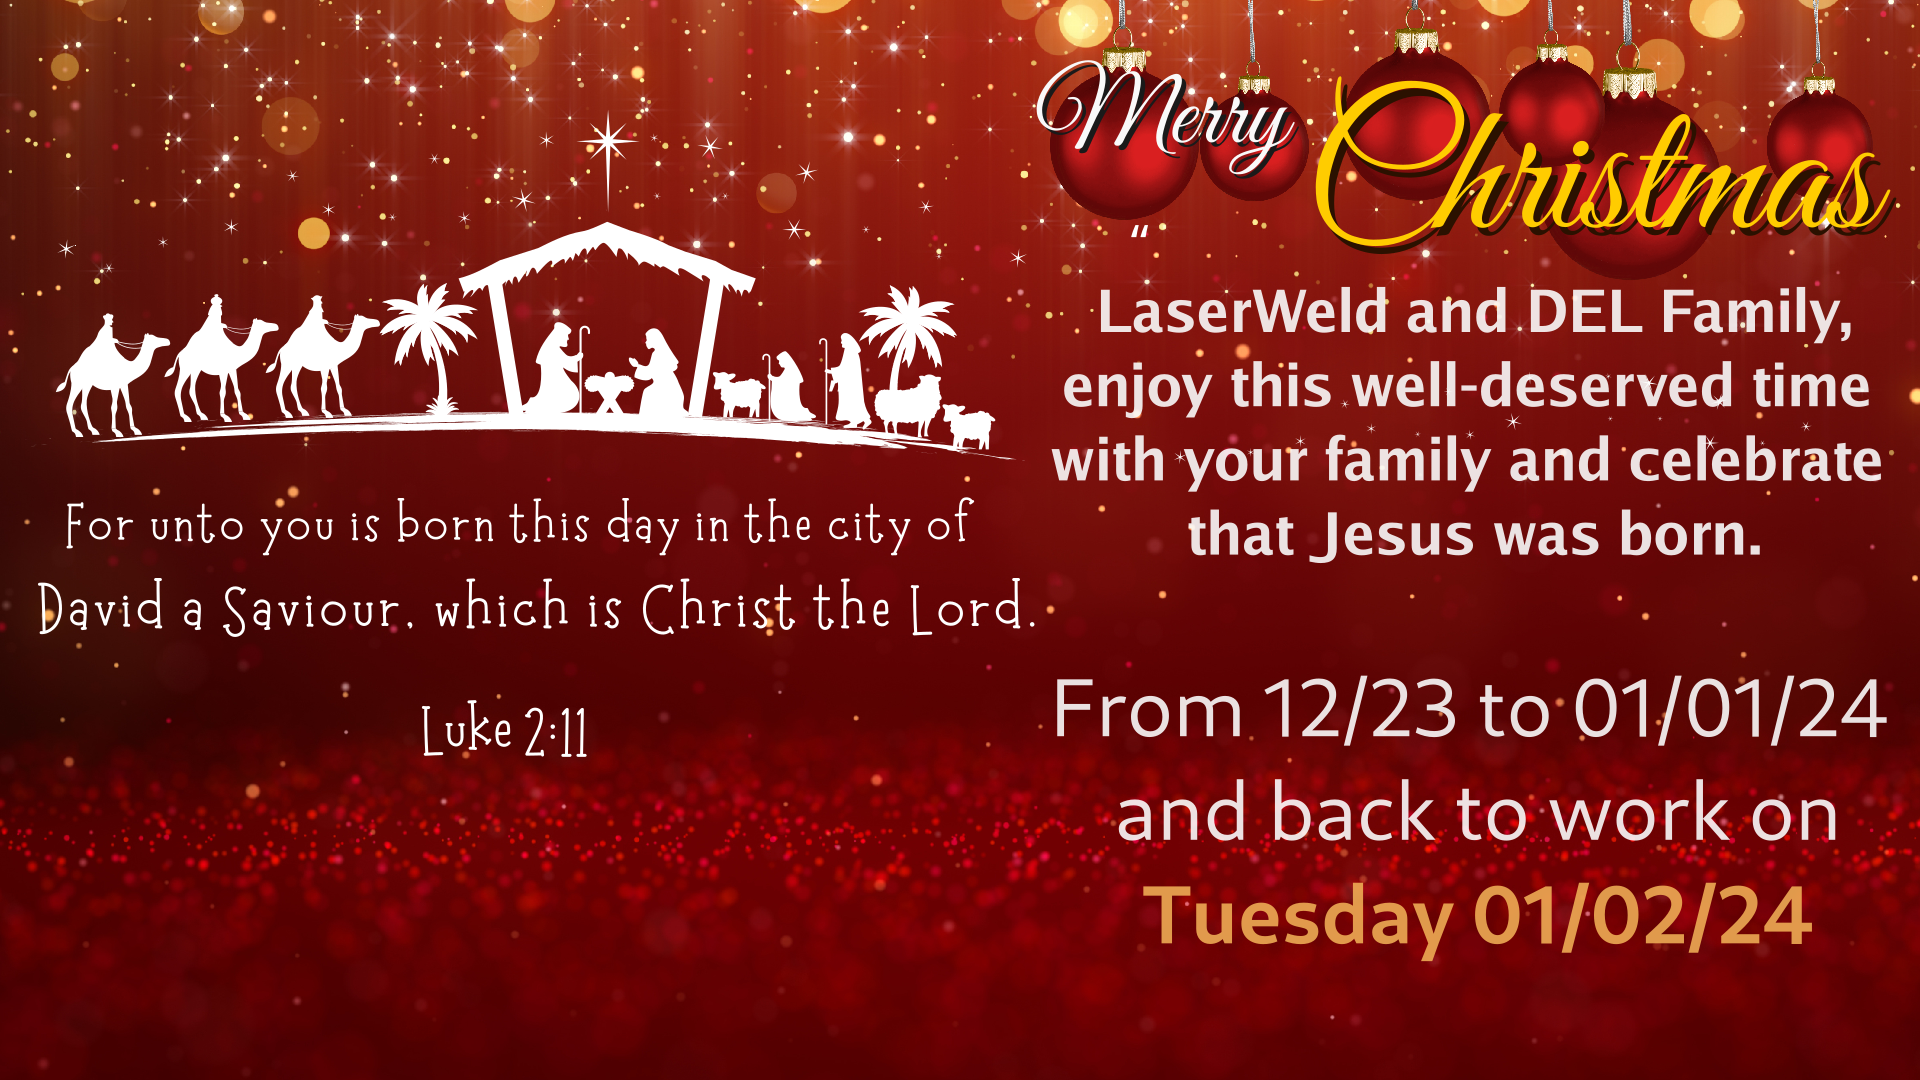 For unto you is born this day in the city of
David a Saviour, which is Christ the Lord.
Luke 2:11
Merry Christmas
“
LaserWeld and DEL Family,
enjoy this well-deserved time
with your family and celebrate
that Jesus was born.
From 12/23 to 01/01/24
and back to work on
Tuesday 01/02/24